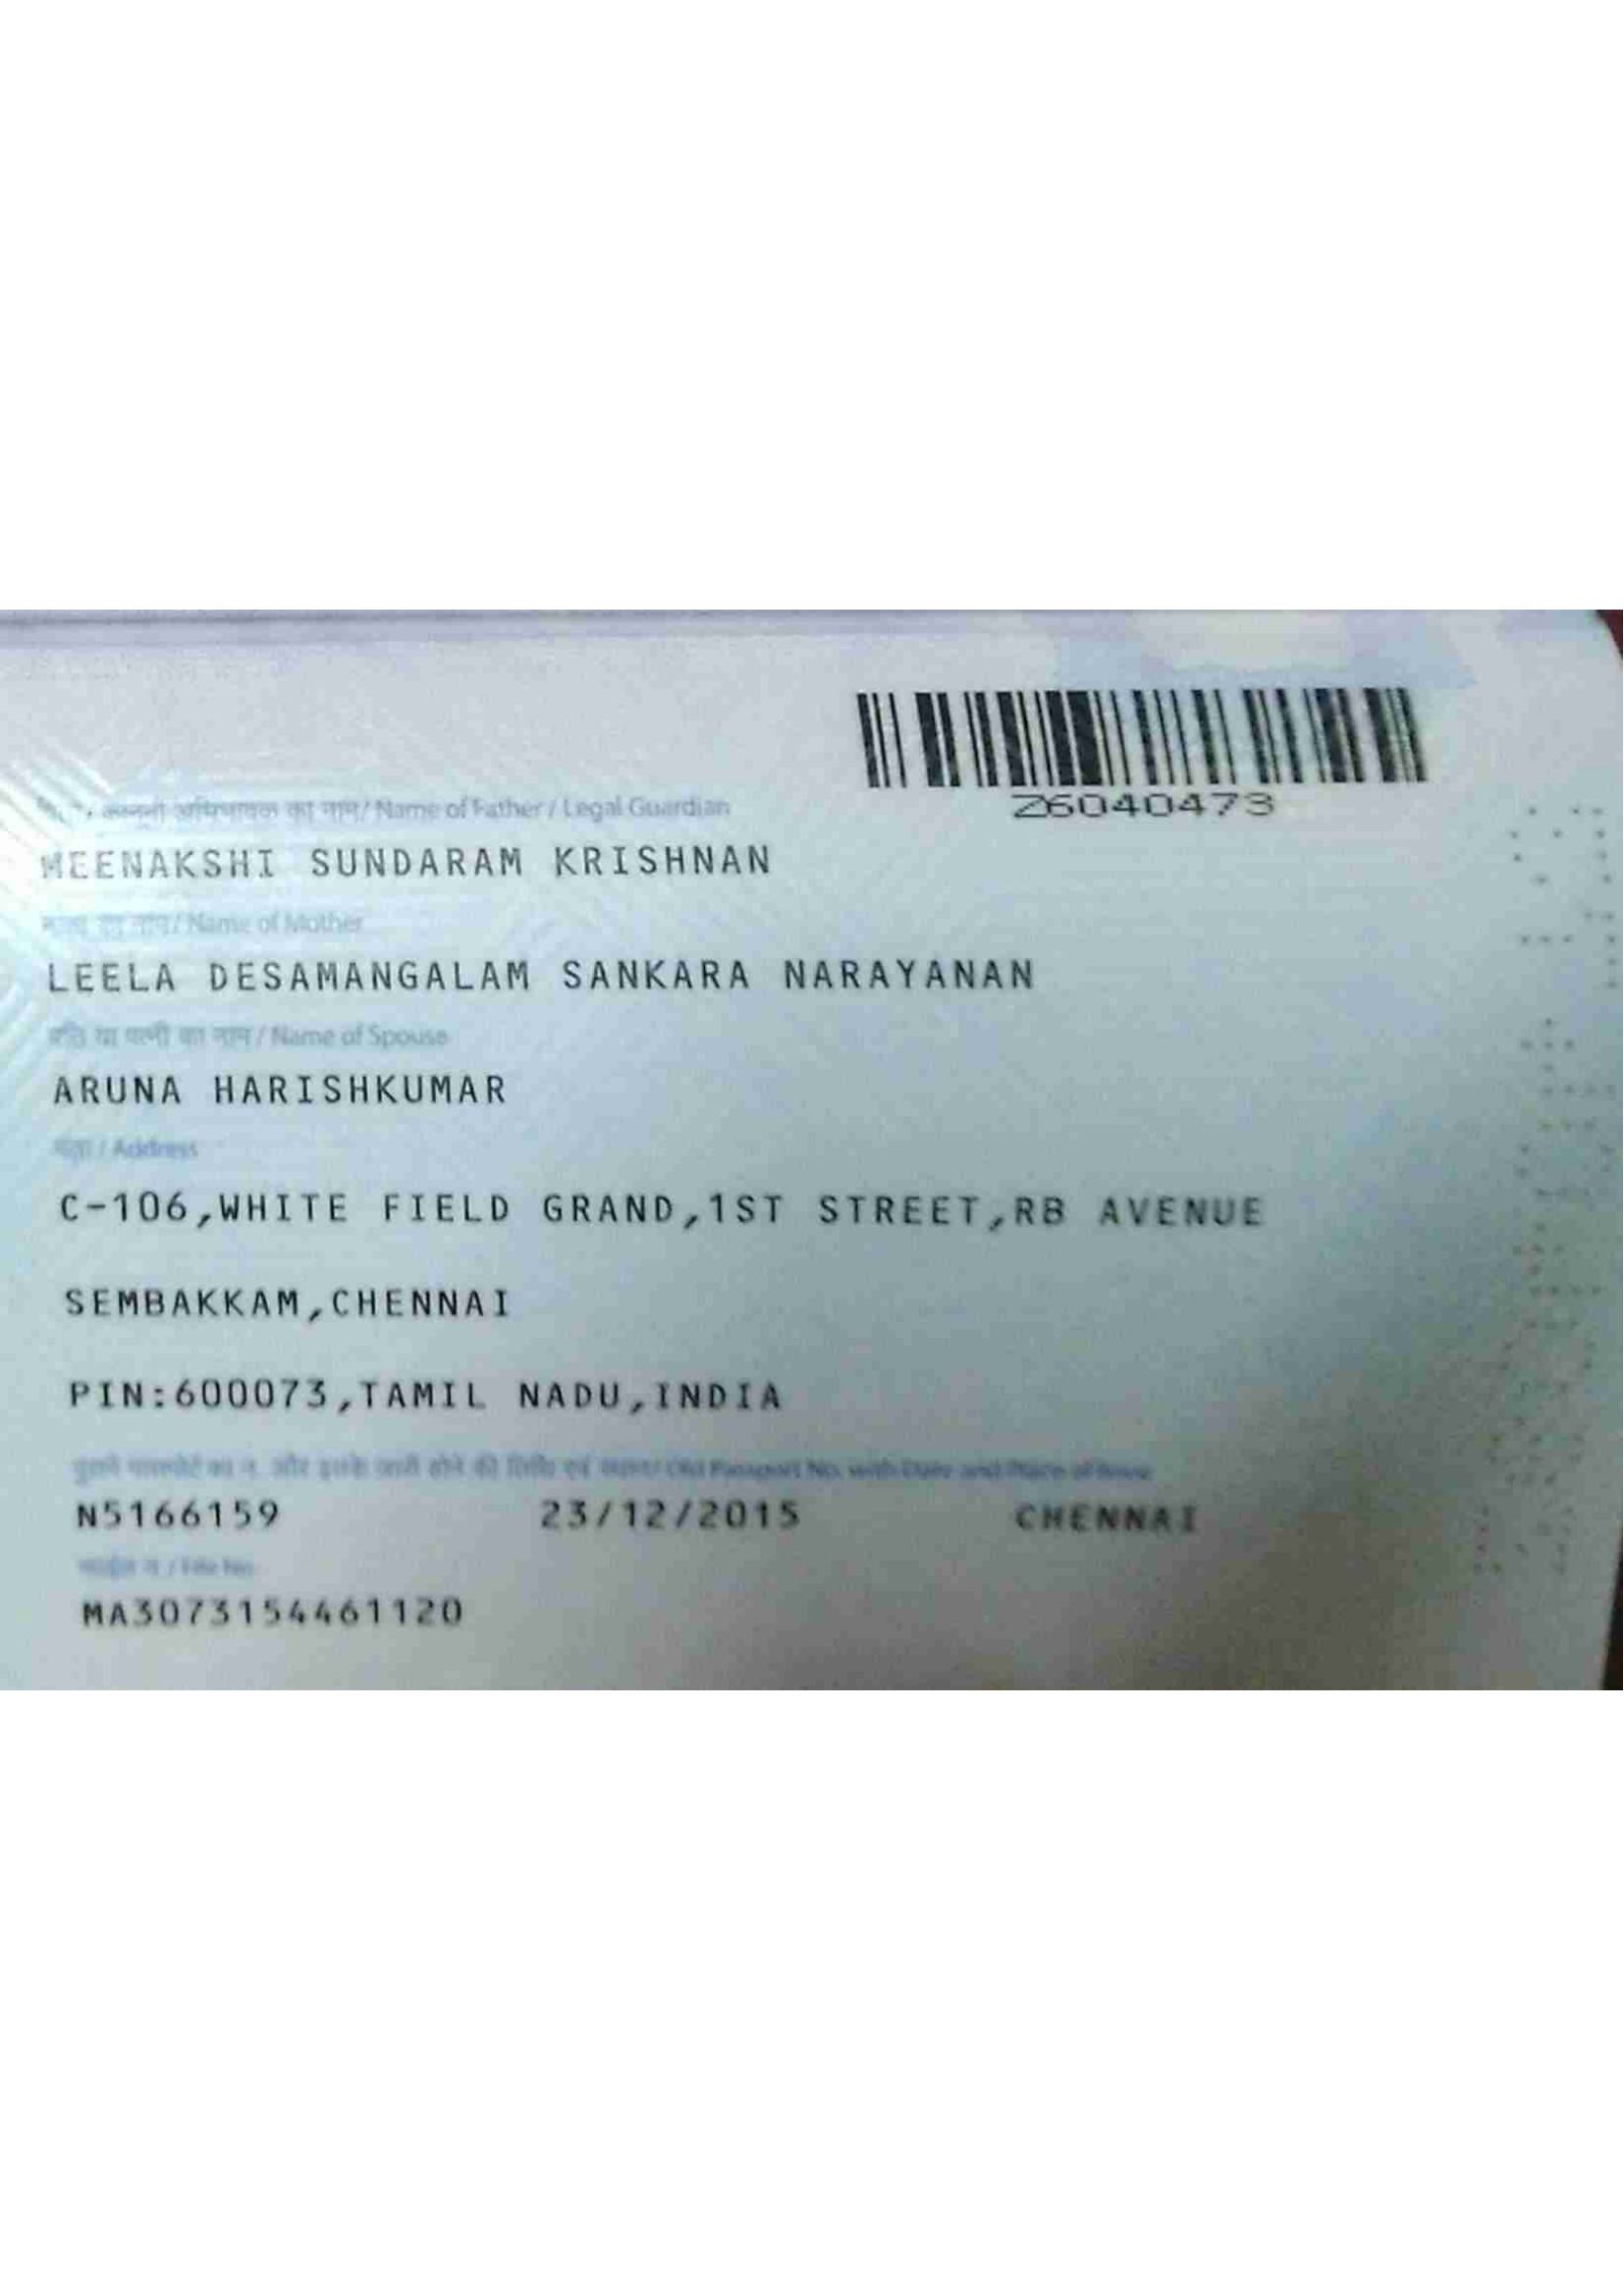 Z6040473
कानूनी अभिभावक का नाम / Name of Father / Legal Guardian
MEENAKSHI SUNDARAM KRISHNAN
माता का नाम / Name of Mother
LEELA DESAMANGALAM SANKARA NARAYANAN
पति या पत्नी का नाम / Name of Spouse
ARUNA HARISHKUMAR
पता / Address
C-106,WHITE FIELD GRAND,1ST STREET,RB AVENUE
SEMBAKKAM,CHENNAI
PIN:600073,TAMIL NADU,INDIA
पुराने पासपोर्ट का न. और इसके जारी होने की तिथि एवं स्थान / Old Passport No. with Date and Place of Issue
N5166159 23/12/2015 CHENNAI
फाईल न. / File No.
MA3073154461120